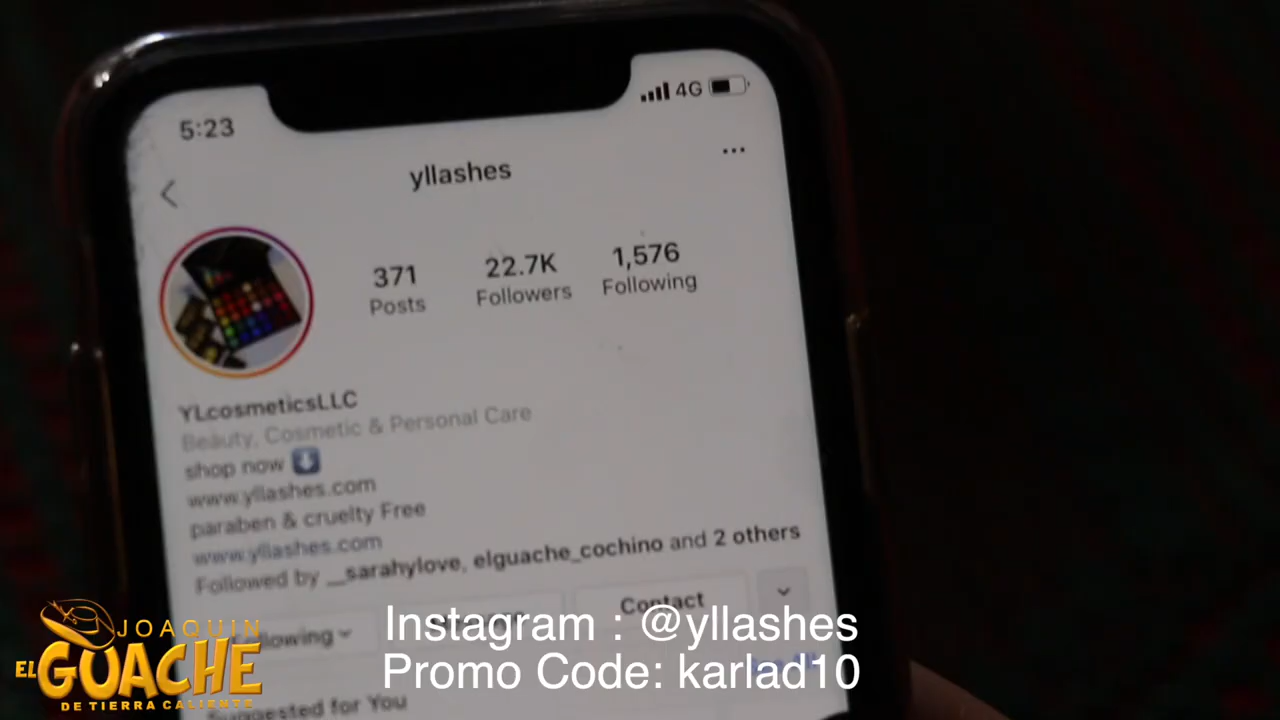 5:23
4G
yllashes
371
Posts
22.7K
Followers
1,576
Following
YLcosmeticsLLC
Beauty, Cosmetic & Personal Care
shop now
www.yllashes.com
paraben & cruelty Free
www.yllashes.com
Followed by __sarahylove, elguache_cochino and 2 others
Following
Contact
Instagram : @yllashes
Promo Code: karlad10
Suggested for You
JOAQUIN
EL GUACHE
DE TIERRA CALIENTE